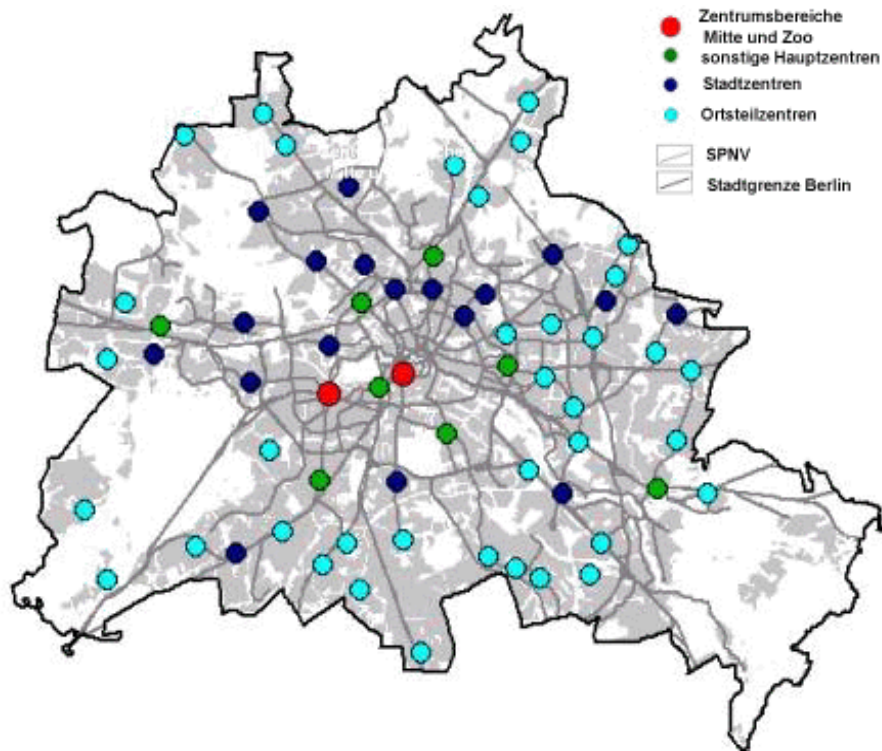 Zentrumsbereiche
Mitte und Zoo
sonstige Hauptzentren
Stadtzentren
Ortsteilzentren
SPNV
Stadtgrenze Berlin